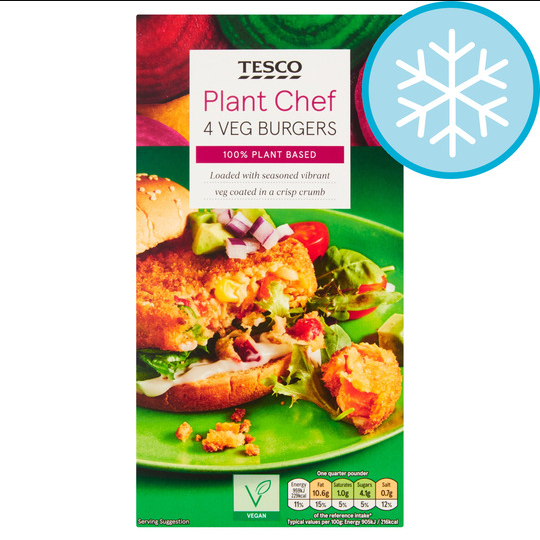 TESCO
Plant Chef
4 VEG BURGERS
100% PLANT BASED
Loaded with seasoned vibrant
veg coated in a crisp crumb
One quarter pounder
Energy Fat Saturates Sugars Salt
959kJ 10.6g 1.0g 4.1g 0.7g
229kcal
11% 15% 5% 5% 12%
of the reference intake*
Typical values per 100g: Energy 905kJ / 216kcal
VEGAN
Serving Suggestion